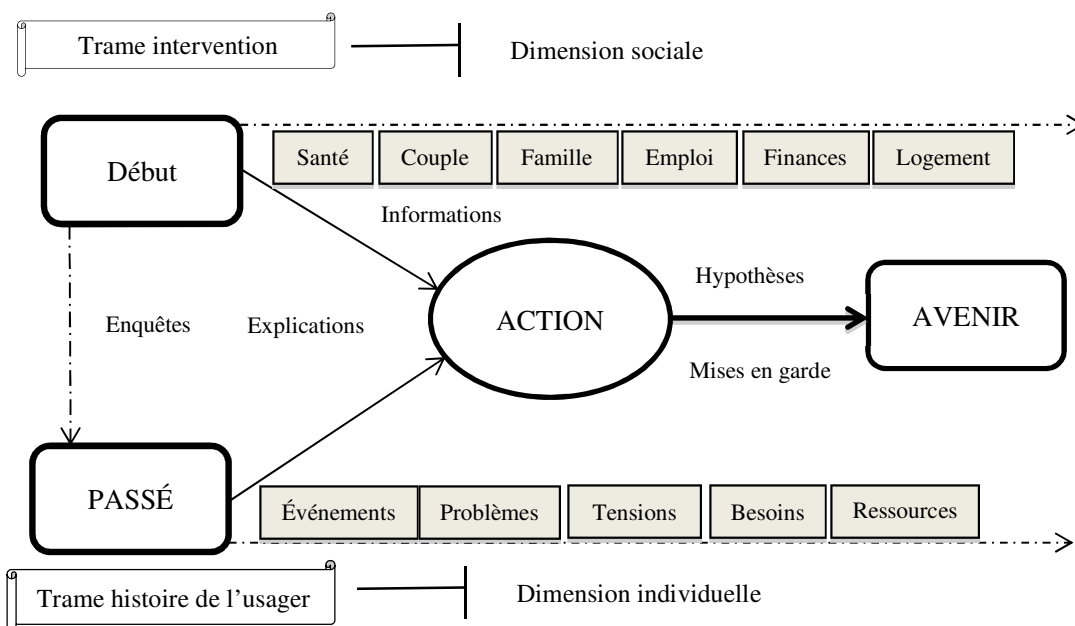 Trame intervention
Dimension sociale
Début
Santé
Couple
Famille
Emploi
Finances
Logement
Informations
Hypothèses
Enquêtes
Explications
ACTION
AVENIR
Mises en garde
PASSÉ
Événements
Problèmes
Tensions
Besoins
Ressources
Trame histoire de l’usager
Dimension individuelle